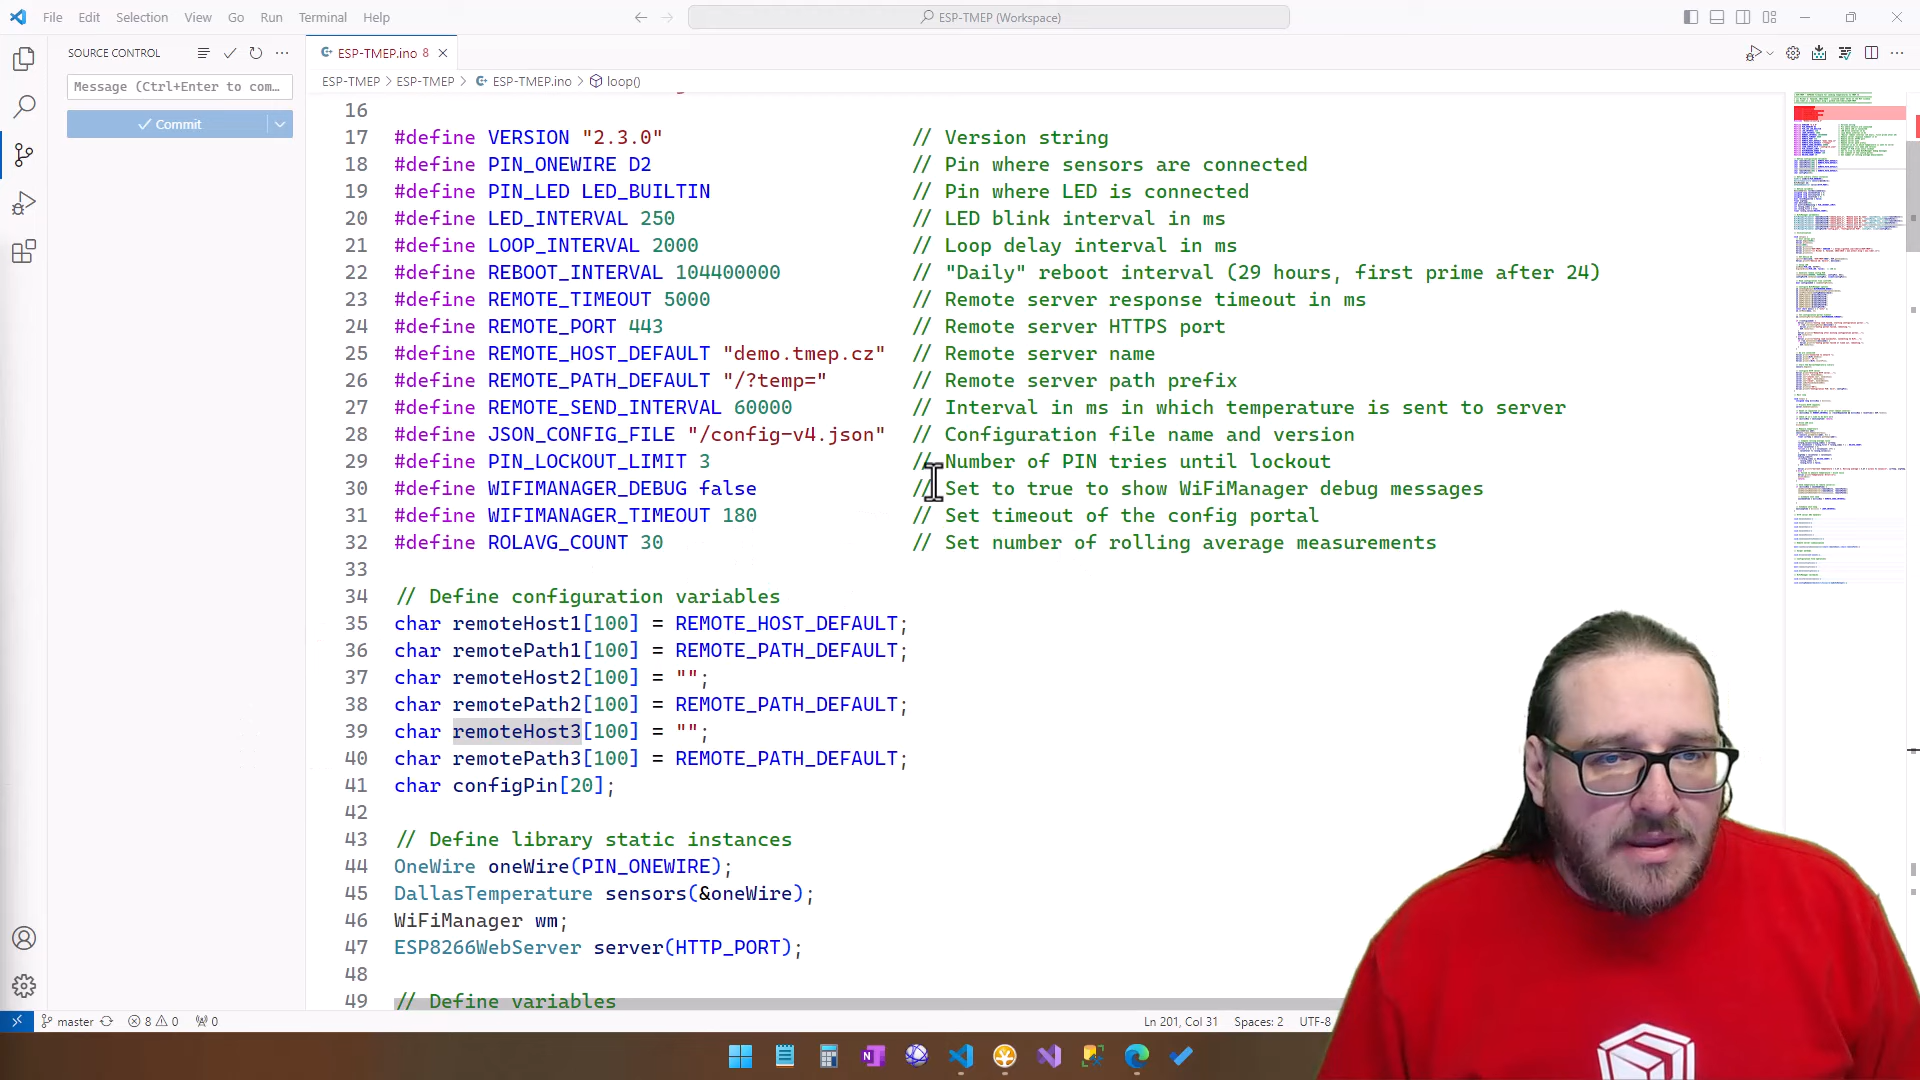 File Edit Selection View Go Run Terminal Help
ESP-TMEP (Workspace)
SOURCE CONTROL
ESP-TMEP.ino 8
Message (Ctrl+Enter to com…
Commit
ESP-TMEP > ESP-TMEP > ESP-TMEP.ino > loop()
16
17 #define VERSION "2.3.0" // Version string
18 #define PIN_ONEWIRE D2 // Pin where sensors are connected
19 #define PIN_LED LED_BUILTIN // Pin where LED is connected
20 #define LED_INTERVAL 250 // LED blink interval in ms
21 #define LOOP_INTERVAL 2000 // Loop delay interval in ms
22 #define REBOOT_INTERVAL 104400000 // "Daily" reboot interval (29 hours, first prime after 24)
23 #define REMOTE_TIMEOUT 5000 // Remote server response timeout in ms
24 #define REMOTE_PORT 443 // Remote server HTTPS port
25 #define REMOTE_HOST_DEFAULT "demo.tmep.cz" // Remote server name
26 #define REMOTE_PATH_DEFAULT "/?temp=" // Remote server path prefix
27 #define REMOTE_SEND_INTERVAL 60000 // Interval in ms in which temperature is sent to server
28 #define JSON_CONFIG_FILE "/config-v4.json" // Configuration file name and version
29 #define PIN_LOCKOUT_LIMIT 3 // Number of PIN tries until lockout
30 #define WIFIMANAGER_DEBUG false // Set to true to show WiFiManager debug messages
31 #define WIFIMANAGER_TIMEOUT 180 // Set timeout of the config portal
32 #define ROLAVG_COUNT 30 // Set number of rolling average measurements
33
34 // Define configuration variables
35 char remoteHost1[100] = REMOTE_HOST_DEFAULT;
36 char remotePath1[100] = REMOTE_PATH_DEFAULT;
37 char remoteHost2[100] = "";
38 char remotePath2[100] = REMOTE_PATH_DEFAULT;
39 char remoteHost3[100] = "";
40 char remotePath3[100] = REMOTE_PATH_DEFAULT;
41 char configPin[20];
42
43 // Define library static instances
44 OneWire oneWire(PIN_ONEWIRE);
45 DallasTemperature sensors(&oneWire);
46 WiFiManager wm;
47 ESP8266WebServer server(HTTP_PORT);
48
49 // Define variables
master 8 0 0 Ln 201, Col 31 Spaces: 2 UTF-8